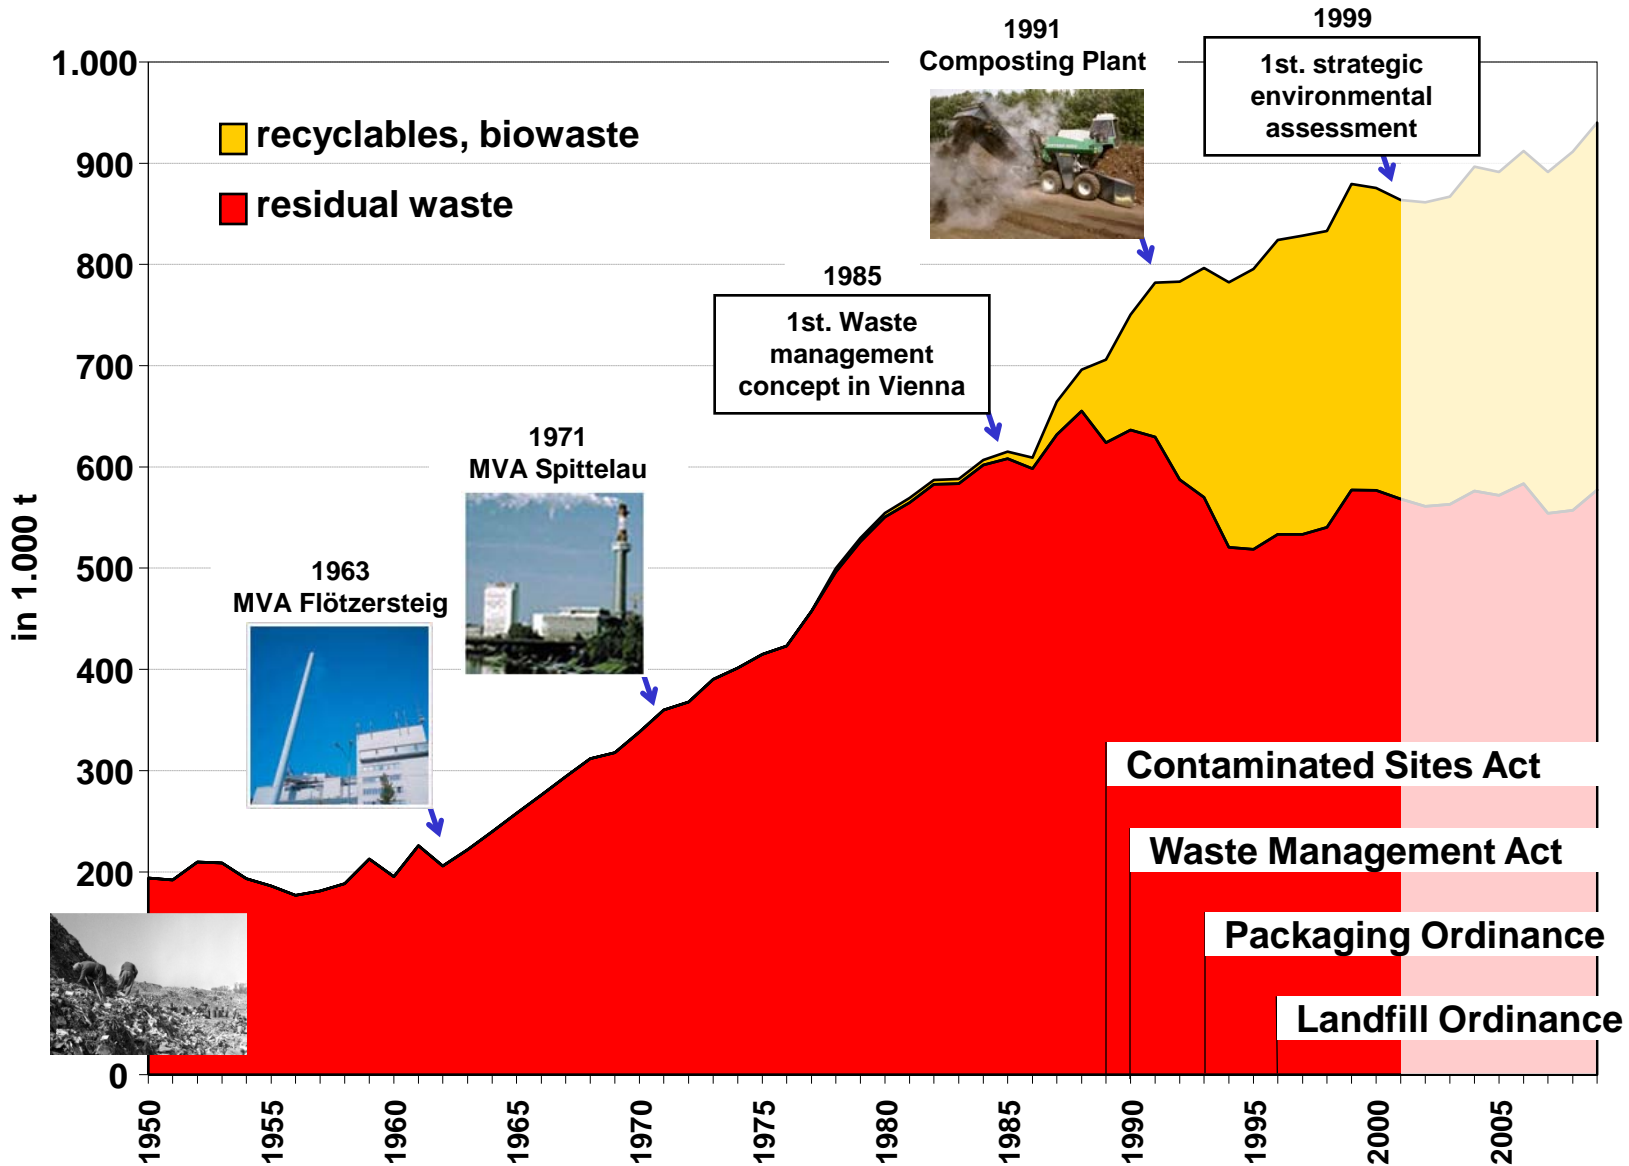 1999
1991
Composting Plant
1st. strategic
environmental
assessment
1.000
recyclables, biowaste
900
residual waste
800
1985
1st. Waste
management
concept in Vienna
700
1971
MVA Spittelau
600
in 1.000 t
500
1963
MVA Flötzersteig
400
300
Contaminated Sites Act
Waste Management Act
200
Packaging Ordinance
Landfill Ordinance
0
1950
1955
1960
1965
1970
1975
1980
1985
1990
1995
2000
2005